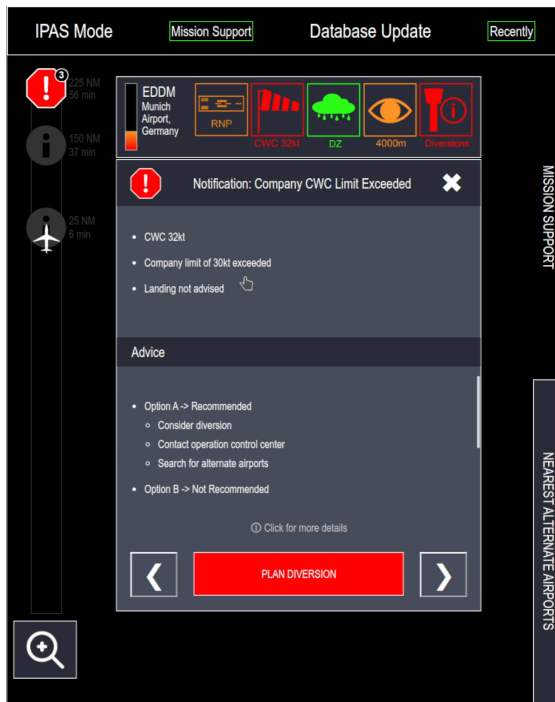 IPAS Mode
Mission Support
Database Update
Recently
3
225 NM
56 min
150 NM
37 min
25 NM
6 min
EDDM
Munich
Airport,
Germany
RNP
CWC 32kt
DZ
4000m
Diversions
Notification: Company CWC Limit Exceeded
• CWC 32kt
• Company limit of 30kt exceeded
• Landing not advised
Advice
• Option A -> Recommended
Consider diversion
Contact operation control center
Search for alternate airports
• Option B -> Not Recommended
Click for more details
PLAN DIVERSION
MISSION SUPPORT
NEAREST ALTERNATE AIRPORTS